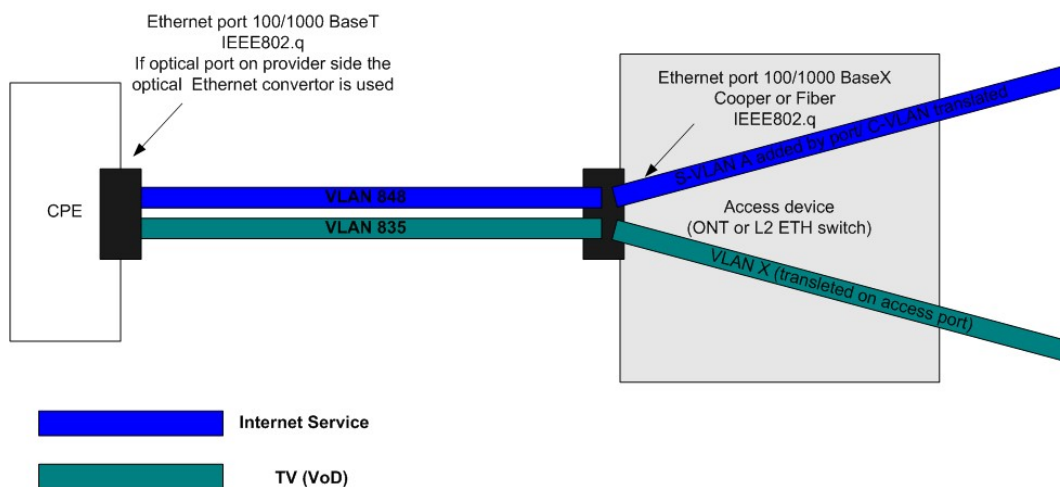 Ethernet port 100/1000 BaseT
IEEE802.q
If optical port on provider side the
optical Ethernet convertor is used
Ethernet port 100/1000 BaseX
Cooper or Fiber
IEEE802.q
S-VLAN A added by port/ C-VLAN translated
CPE
VLAN 848
VLAN 835
Access device
(ONT or L2 ETH switch)
VLAN X (transleted on access port)
Internet Service
TV (VoD)